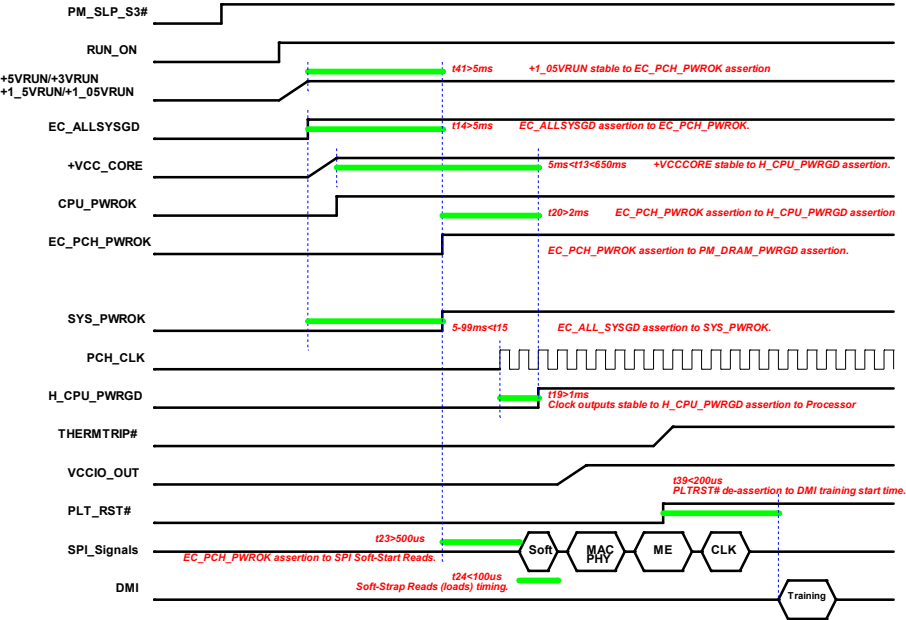 PM_SLP_S3#
RUN_ON
t41>5ms +1_05VRUN stable to EC_PCH_PWROK assertion
+5VRUN/+3VRUN
+1_5VRUN/+1_05VRUN
EC_ALLSYSGD
t14>5ms EC_ALLSYSGD assertion to EC_PCH_PWROK.
+VCC_CORE
5ms<t13<650ms +VCCCORE stable to H_CPU_PWRGD assertion.
CPU_PWROK
t20>2ms EC_PCH_PWROK assertion to H_CPU_PWRGD assertion
EC_PCH_PWROK
EC_PCH_PWROK assertion to PM_DRAM_PWRGD assertion.
SYS_PWROK
5-99ms<t15 EC_ALL_SYSGD assertion to SYS_PWROK.
PCH_CLK
H_CPU_PWRGD
t19>1ms
Clock outputs stable to H_CPU_PWRGD assertion to Processor
THERMTRIP#
VCCIO_OUT
t39<200us
PLTRST# de-assertion to DMI training start time.
PLT_RST#
t23>500us
SPI_Signals
EC_PCH_PWROK assertion to SPI Soft-Start Reads.
Soft
MAC
PHY
ME
CLK
t24<100us
Soft-Strap Reads (loads) timing.
DMI
Training